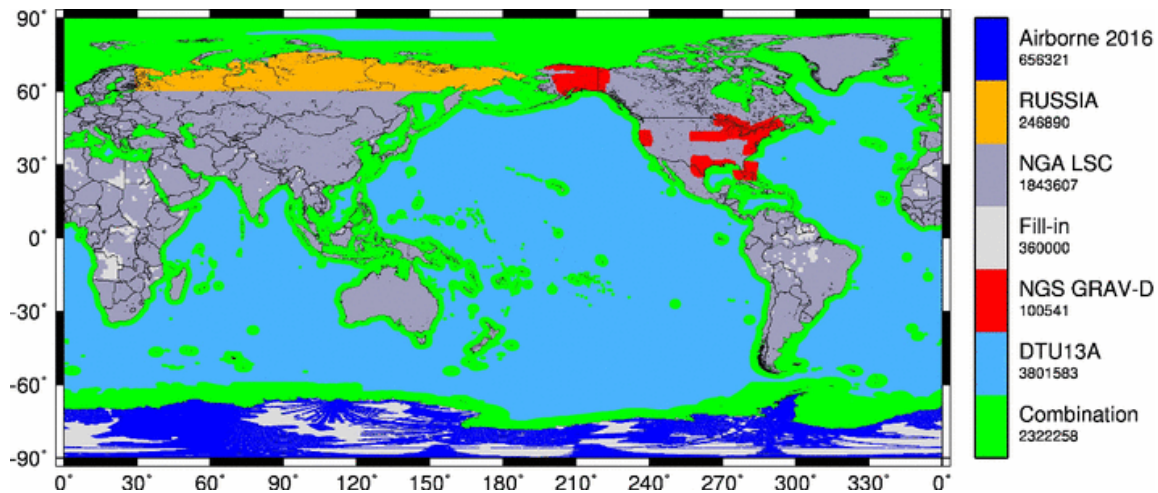 90˚
60˚
30˚
0˚
-30˚
-60˚
-90˚
0˚ 30˚ 60˚ 90˚ 120˚ 150˚ 180˚ 210˚ 240˚ 270˚ 300˚ 330˚ 0˚
Airborne 2016
656321
RUSSIA
246890
NGA LSC
1843607
Fill-in
360000
NGS GRAV-D
100541
DTU13A
3801583
Combination
2322258